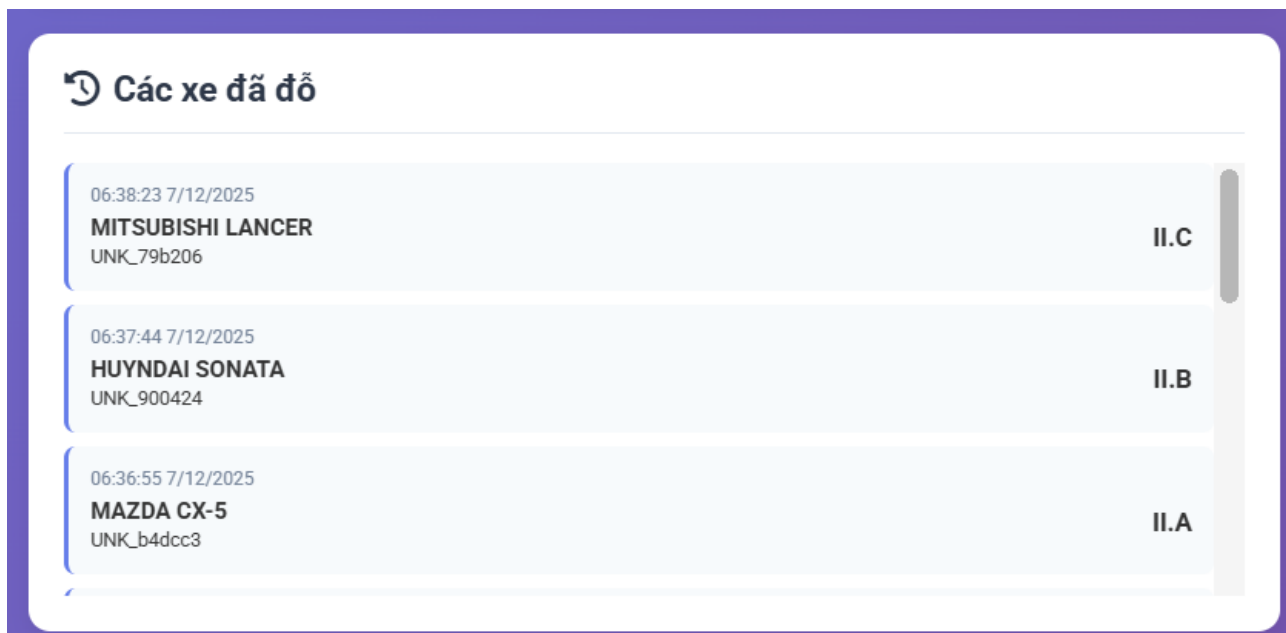 Các xe đã đỗ
06:38:23 7/12/2025
MITSUBISHI LANCER
UNK_79b206
II.C
06:37:44 7/12/2025
HUYNDAI SONATA
UNK_900424
II.B
06:36:55 7/12/2025
MAZDA CX-5
UNK_b4dcc3
II.A